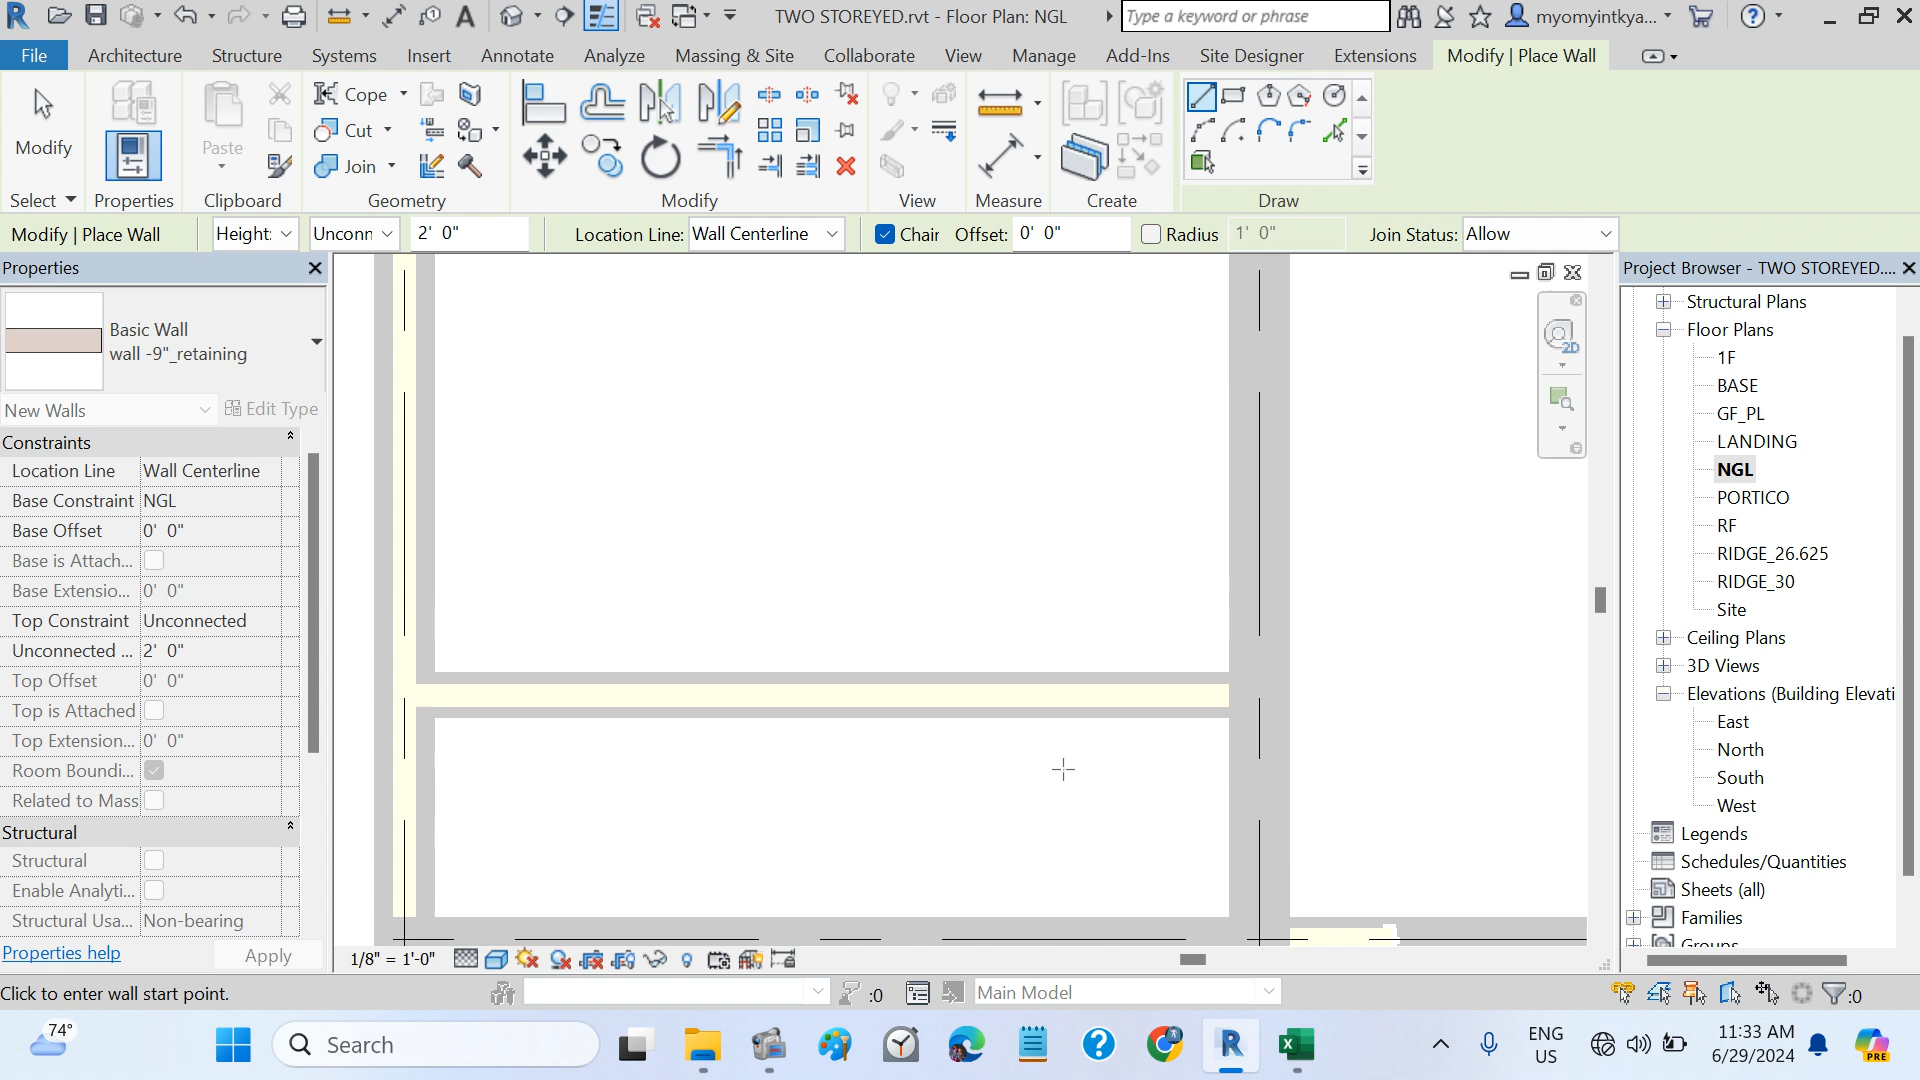 TWO STOREYED.rvt - Floor Plan: NGL
Type a keyword or phrase
myomyintkya...
File Architecture Structure Systems Insert Annotate Analyze Massing & Site Collaborate View Manage Add-Ins Site Designer Extensions Modify | Place Wall
Modify
Paste
Cope
Cut
Join
Select Properties Clipboard Geometry Modify View Measure Create Draw
Modify | Place Wall Height: Unconn 2' 0" Location Line: Wall Centerline Chain Offset: 0' 0" Radius 1' 0" Join Status: Allow
Properties
Basic Wall
wall -9"_retaining
New Walls Edit Type
Constraints
Location Line Wall Centerline
Base Constraint NGL
Base Offset 0' 0"
Base is Attach...
Base Extensio... 0' 0"
Top Constraint Unconnected
Unconnected ... 2' 0"
Top Offset 0' 0"
Top is Attached
Top Extension... 0' 0"
Room Boundi...
Related to Mass
Structural
Structural
Enable Analyti...
Structural Usa... Non-bearing
Properties help Apply
2D
Project Browser - TWO STOREYED....
Structural Plans
Floor Plans
1F
BASE
GF_PL
LANDING
NGL
PORTICO
RF
RIDGE_26.625
RIDGE_30
Site
Ceiling Plans
3D Views
Elevations (Building Elevati
East
North
South
West
Legends
Schedules/Quantities
Sheets (all)
Families
Groups
1/8" = 1'-0"
Click to enter wall start point.
:0
Main Model
:0
74°
Search
ENG
US
11:33 AM
6/29/2024
PRE